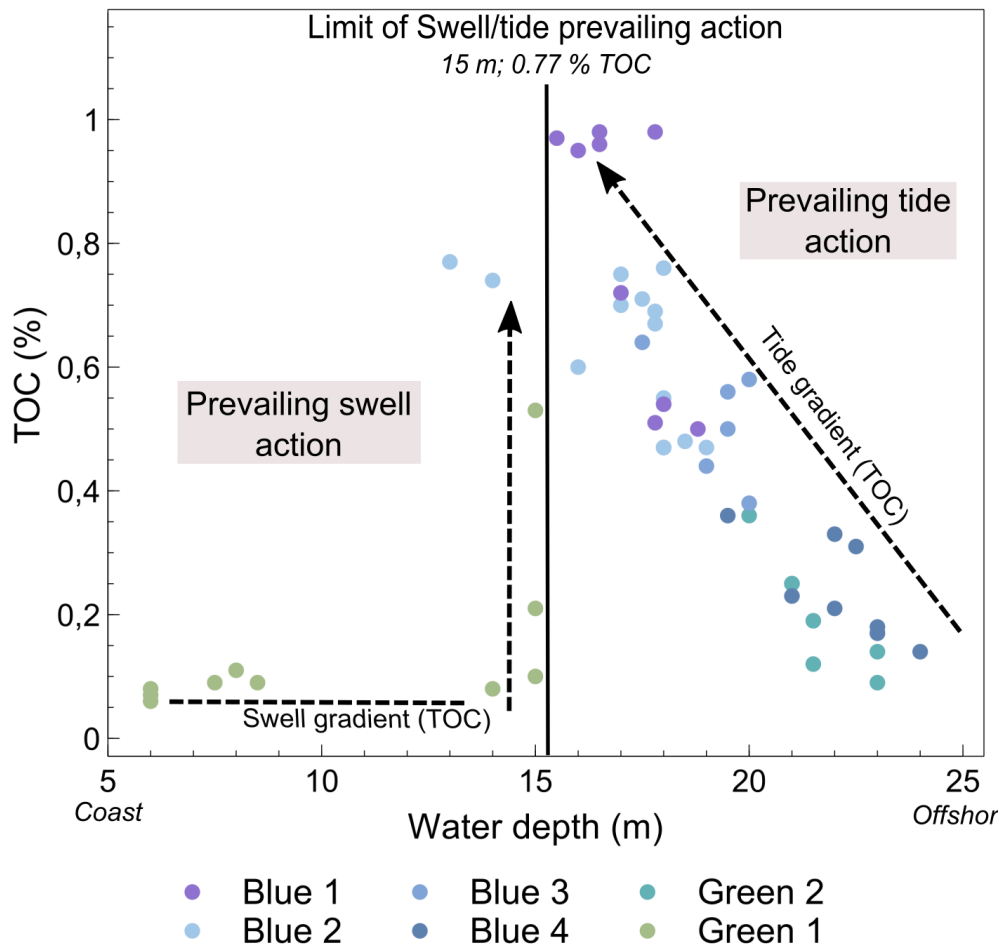 Limit of Swell/tide prevailing action
15 m; 0.77 % TOC
1
0,8
0,6
0,4
0,2
0
TOC (%)
Prevailing tide
action
Prevailing swell
action
Tide gradient (TOC)
Swell gradient (TOC)
5
10
15
20
25
Coast
Offshor
Water depth (m)
Blue 1
Blue 3
Green 2
Blue 2
Blue 4
Green 1